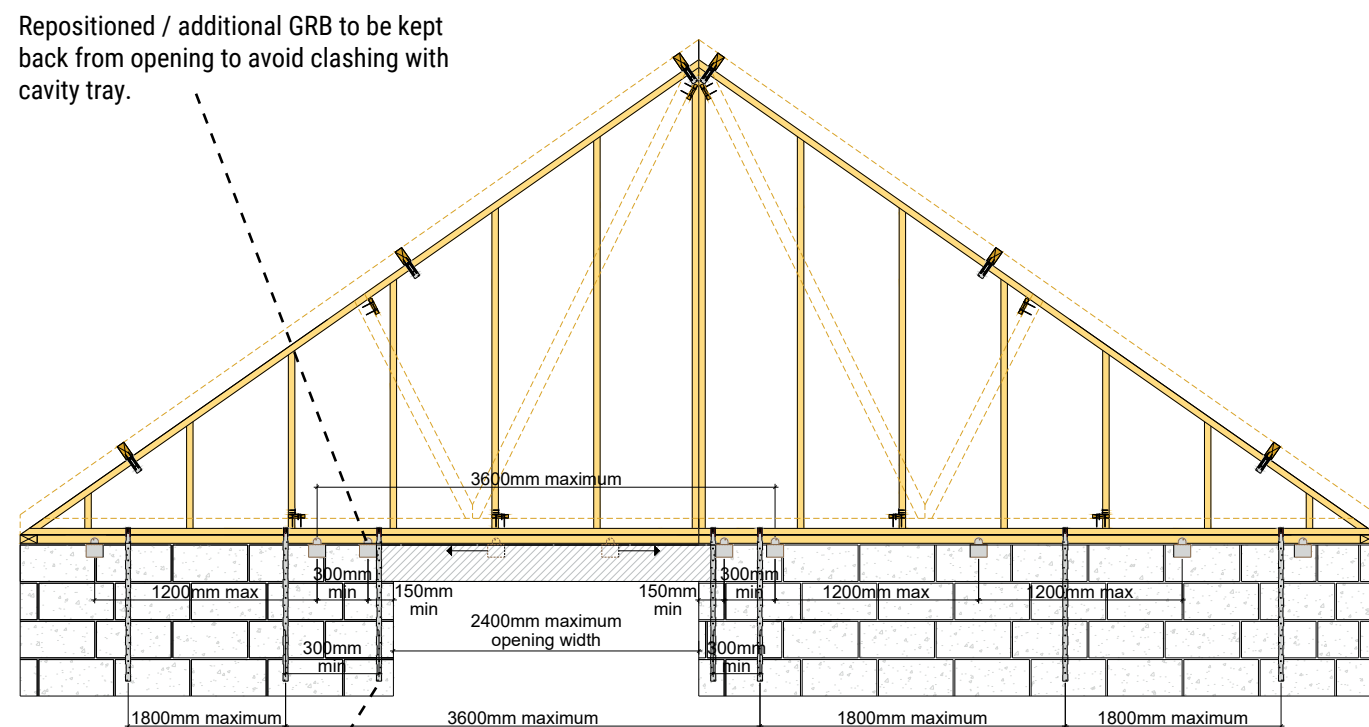 Repositioned / additional GRB to be kept
back from opening to avoid clashing with
cavity tray.
3600mm maximum
300mm
min
300mm
min
1200mm max
150mm
min
150mm
min
1200mm max
1200mm max
2400mm maximum
opening width
300mm
min
300mm
min
1800mm maximum
3600mm maximum
1800mm maximum
1800mm maximum